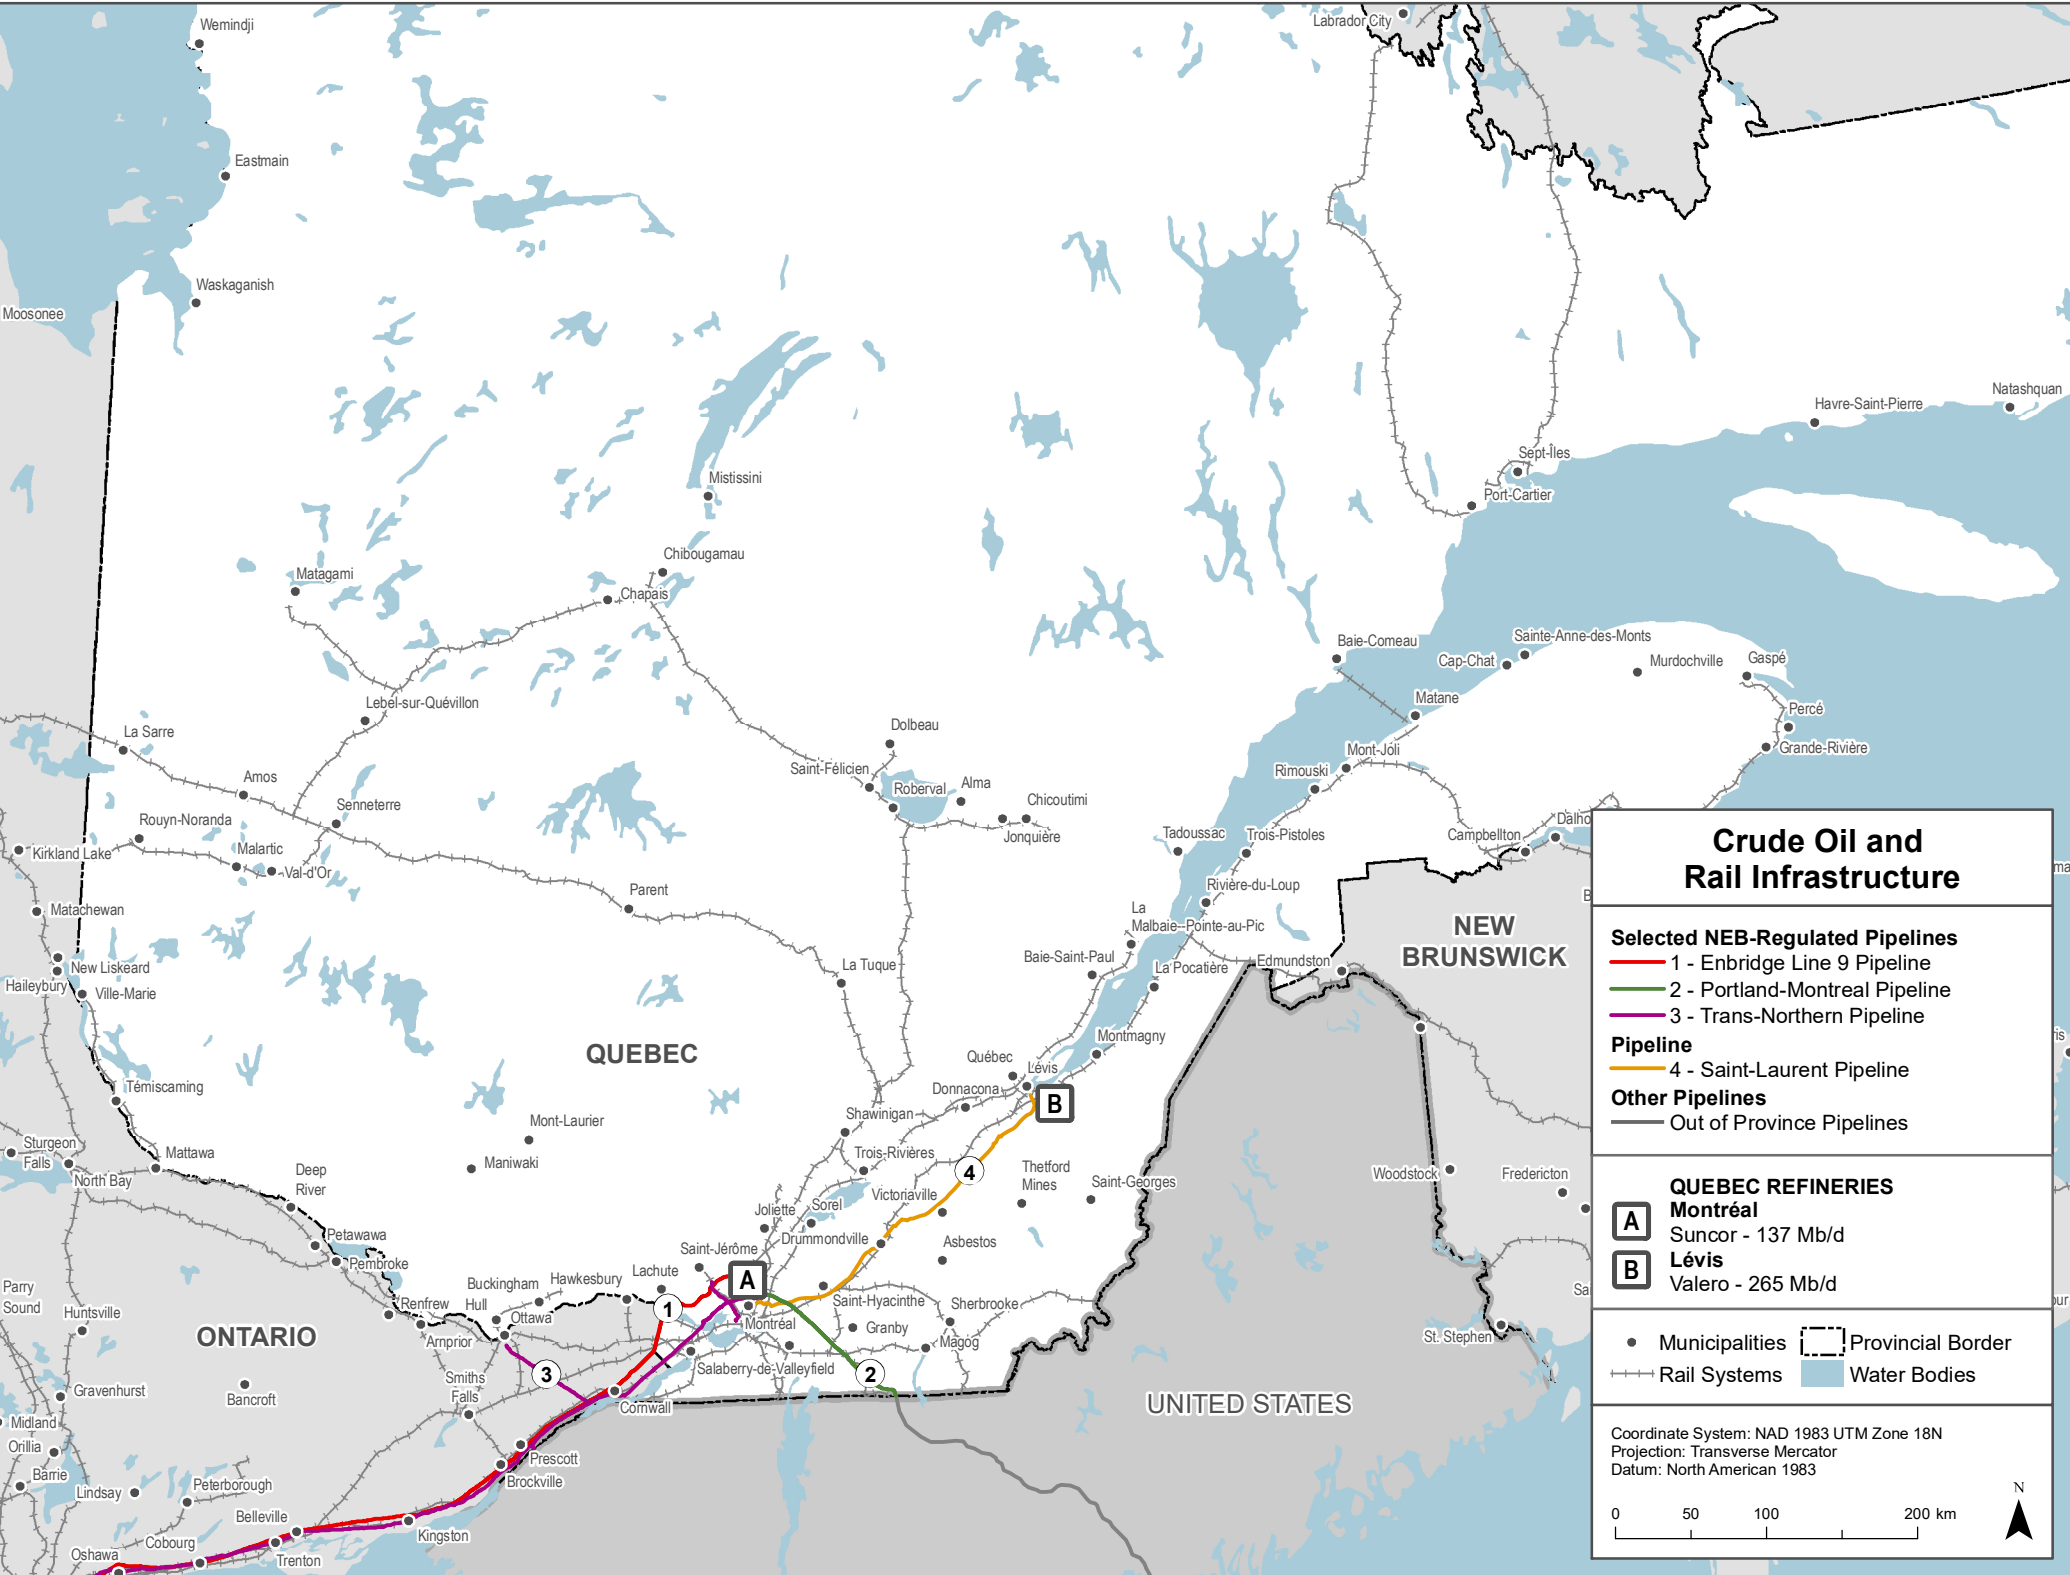 Labrador City
Wemindji
Eastmain
Waskaganish
Moosonee
Natashquan
Havre-Saint-Pierre
Sept-Îles
Port-Cartier
Mistissini
Chibougamau
Chapais
Matagami
Lebel-sur-Quévillon
Baie-Comeau
Sainte-Anne-des-Monts
Cap-Chat
Murdochville
Gaspé
Matane
Percé
Grande-Rivière
Mont-Joli
Rimouski
La Sarre
Amos
Senneterre
Rouyn-Noranda
Malartic
Val-d'Or
Kirkland Lake
Matachewan
Dolbeau
Saint-Félicien
Roberval
Alma
Chicoutimi
Jonquière
Tadoussac
Trois-Pistoles
Campbellton
Dalho
Parent
Rivière-du-Loup
La
Malbaie--Pointe-au-Pic
Baie-Saint-Paul
La Pocatière
Edmundston
NEW
BRUNSWICK
New Liskeard
Haileybury
Ville-Marie
La Tuque
QUEBEC
Montmagny
Québec
Lévis
Donnacona
B
Témiscaming
Shawinigan
Mont-Laurier
Maniwaki
Trois-Rivières
4
Thetford
Mines
Saint-Georges
Woodstock
Fredericton
Sturgeon
Falls
North Bay
Mattawa
Deep
River
Victoriaville
Joliette
Sorel
Drummondville
Asbestos
Petawawa
Pembroke
Saint-Jérôme
Lachute
A
Buckingham
Hawkesbury
1
Hull
Ottawa
Renfrew
Arnprior
Saint-Hyacinthe
Sherbrooke
Montréal
Granby
Magog
St. Stephen
Parry
Sound
Huntsville
ONTARIO
Salaberry-de-Valleyfield
2
3
Smiths
Falls
Cornwall
UNITED STATES
Gravenhurst
Bancroft
Midland
Orillia
Barrie
Lindsay
Peterborough
Prescott
Brockville
Belleville
Kingston
Cobourg
Trenton
Oshawa
Crude Oil and
Rail Infrastructure
Selected NEB-Regulated Pipelines
1 - Enbridge Line 9 Pipeline
2 - Portland-Montreal Pipeline
3 - Trans-Northern Pipeline
Pipeline
4 - Saint-Laurent Pipeline
Other Pipelines
Out of Province Pipelines
QUEBEC REFINERIES
A
Montréal
Suncor - 137 Mb/d
B
Lévis
Valero - 265 Mb/d
Municipalities
Provincial Border
Rail Systems
Water Bodies
Coordinate System: NAD 1983 UTM Zone 18N
Projection: Transverse Mercator
Datum: North American 1983
0 50 100 200 km
N